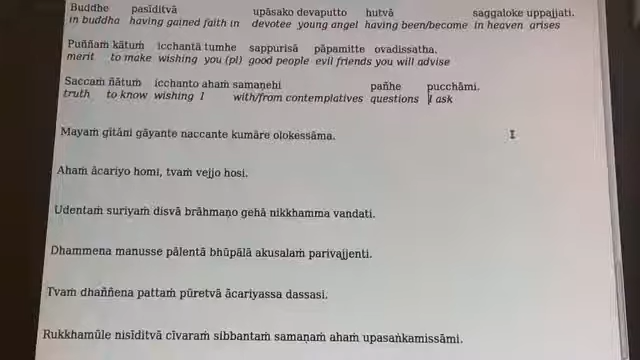 Buddhe pasīditvā upāsako devaputto hutvā saggaloke uppajjati.
in buddha having gained faith in devotee young angel having been/become in heaven arises
Puññaṁ kātuṁ icchantā tumhe sappurisā pāpamitte ovadissatha.
merit to make wishing you (pl) good people evil friends you will advise
Saccaṁ ñātuṁ icchanto ahaṁ samaṇehi pañhe pucchāmi.
truth to know wishing I with/from contemplatives questions I ask
Mayaṁ gītāni gāyante naccante kumāre olokessāma.
Ahaṁ ācariyo homi, tvaṁ vejjo hosi.
Udentaṁ suriyaṁ disvā brāhmaṇo gehā nikkhamma vandati.
Dhammena manusse pālentā bhūpālā akusalaṁ parivajjenti.
Tvaṁ dhaññena pattaṁ pūretvā ācariyassa dassasi.
Rukkhamūle nisīditvā cīvaraṁ sibbantaṁ samaṇaṁ ahaṁ upasaṅkamissāmi.